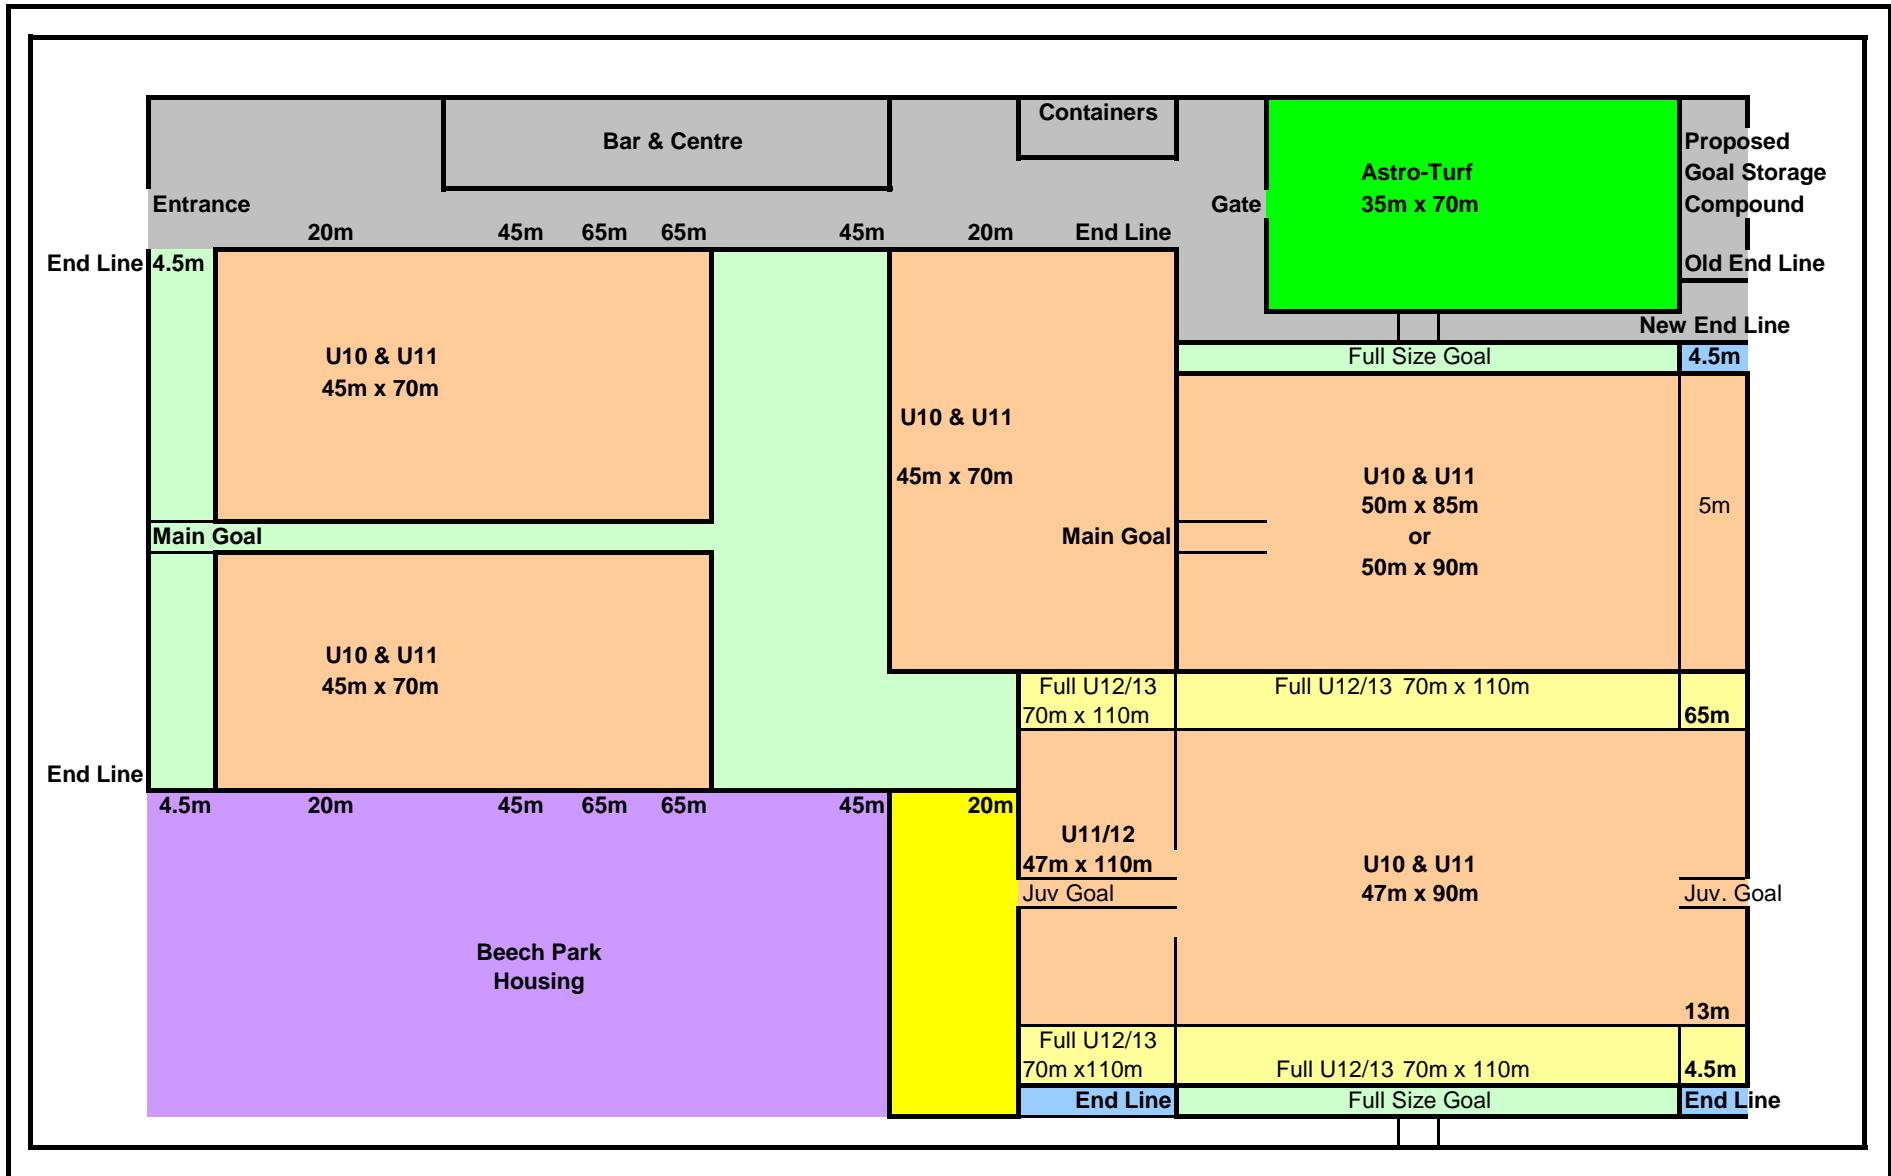 Containers
Bar & Centre
Proposed
Astro-Turf
Goal Storage
Entrance
Gate
35m x 70m
Compound
20m 45m 65m 65m 45m 20m End Line
End Line 4.5m
Old End Line
New End Line
U10 & U11
45m x 70m
Full Size Goal
4.5m
U10 & U11
45m x 70m
U10 & U11
50m x 85m
or
50m x 90m
5m
Main Goal
Main Goal
U10 & U11
45m x 70m
Full U12/13
70m x 110m
Full U12/13 70m x 110m
65m
End Line
4.5m 20m 45m 65m 65m 45m 20m
U11/12
47m x 110m
Juv Goal
U10 & U11
47m x 90m
Juv. Goal
Beech Park
Housing
13m
Full U12/13
70m x110m
Full U12/13 70m x 110m
4.5m
End Line
Full Size Goal
End Line